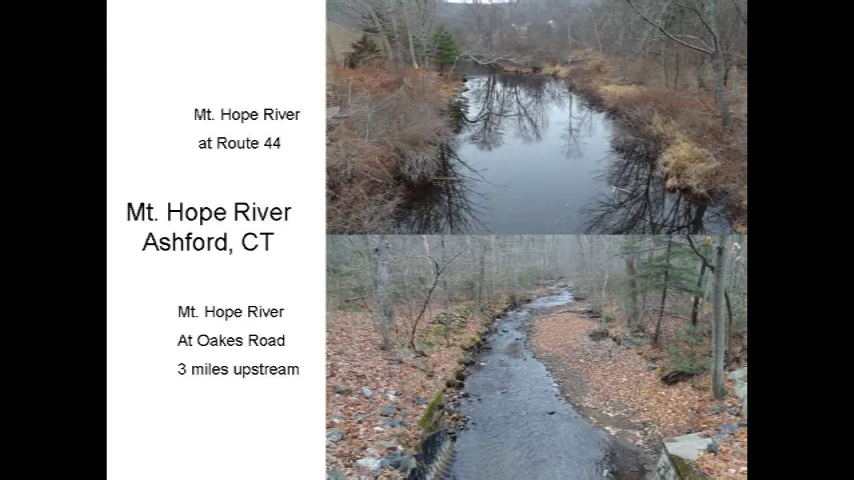 Mt. Hope River
at Route 44
Mt. Hope River
Ashford, CT
Mt. Hope River
At Oakes Road
3 miles upstream